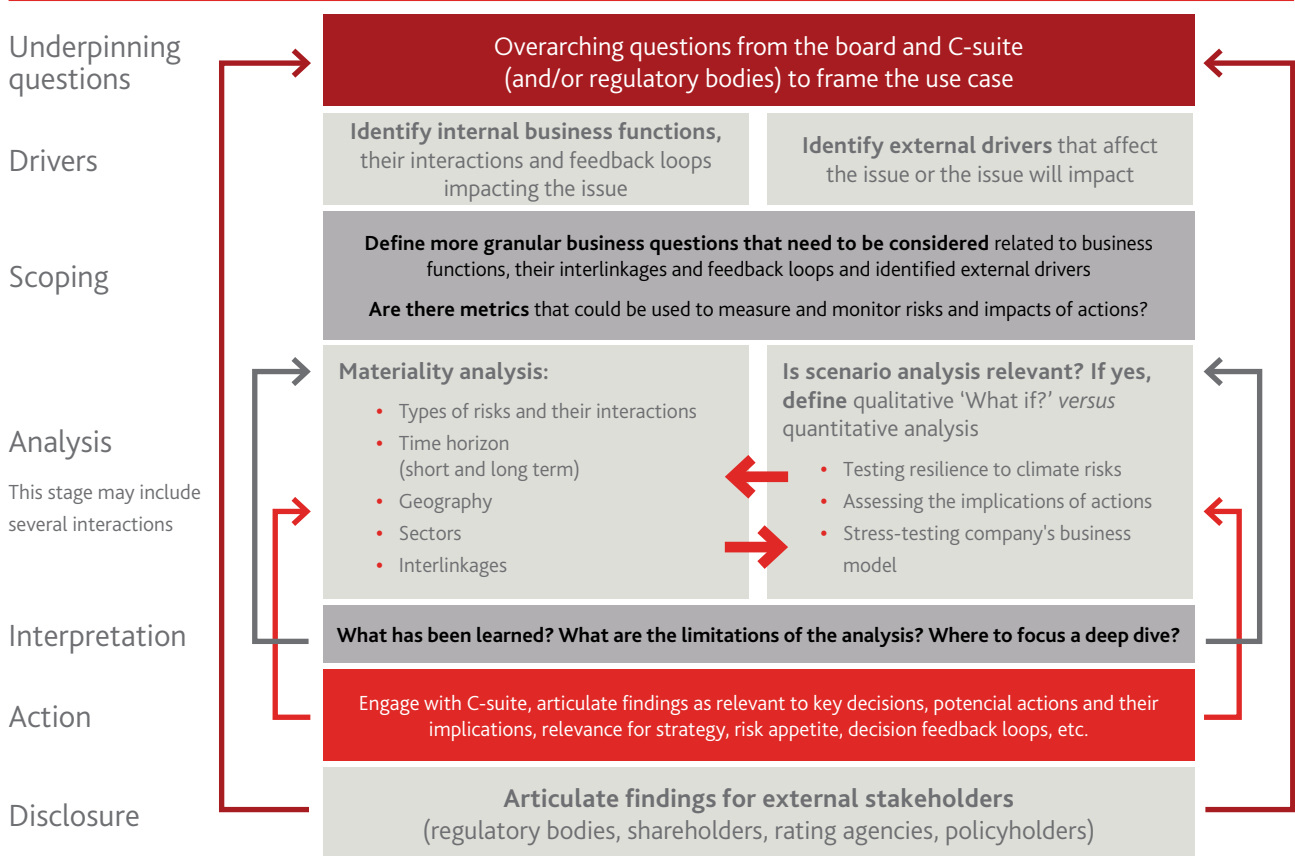 Underpinning
questions
Overarching questions from the board and C-suite
(and/or regulatory bodies) to frame the use case
Drivers
Identify internal business functions,
their interactions and feedback loops
impacting the issue
Identify external drivers that affect
the issue or the issue will impact
Scoping
Define more granular business questions that need to be considered related to business
functions, their interlinkages and feedback loops and identified external drivers
Are there metrics that could be used to measure and monitor risks and impacts of actions?
Analysis
This stage may include
several interactions
Materiality analysis:
• Types of risks and their interactions
• Time horizon
(short and long term)
• Geography
• Sectors
• Interlinkages
Is scenario analysis relevant? If yes,
define qualitative ‘What if?’ versus
quantitative analysis
• Testing resilience to climate risks
• Assessing the implications of actions
• Stress-testing company's business
model
Interpretation
What has been learned? What are the limitations of the analysis? Where to focus a deep dive?
Action
Engage with C-suite, articulate findings as relevant to key decisions, potencial actions and their
implications, relevance for strategy, risk appetite, decision feedback loops, etc.
Disclosure
Articulate findings for external stakeholders
(regulatory bodies, shareholders, rating agencies, policyholders)